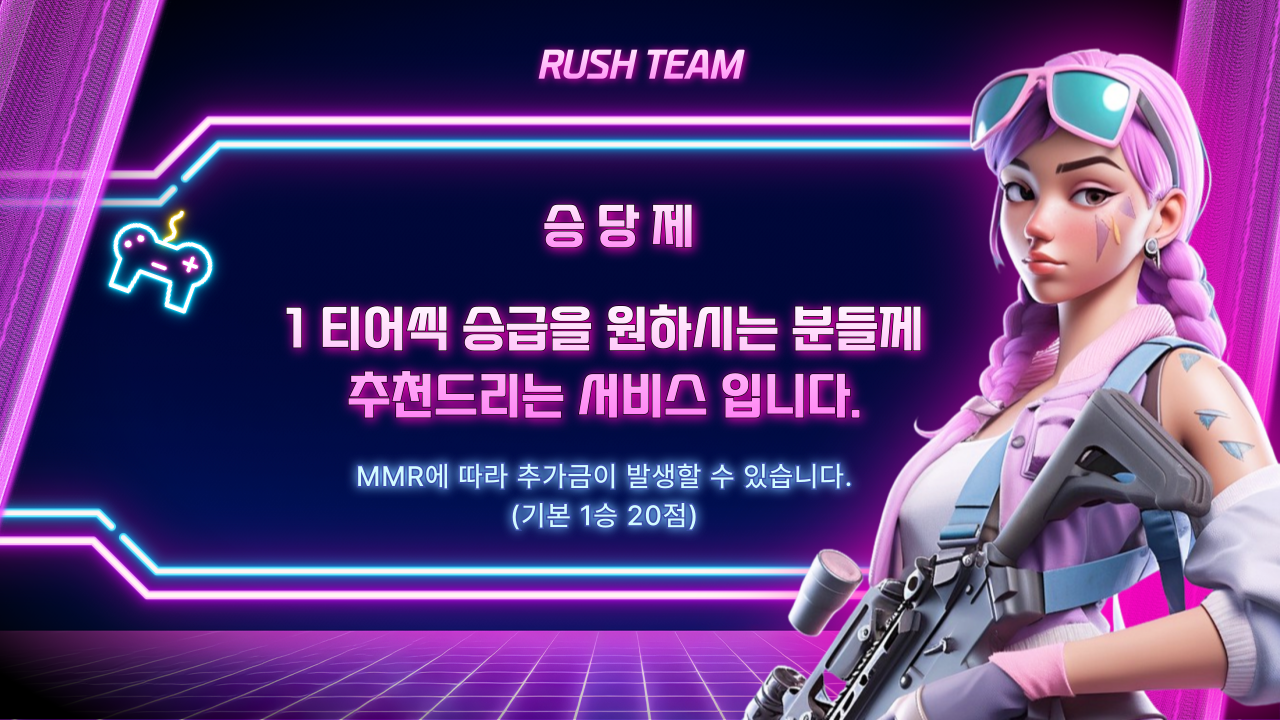 RUSH TEAM
승 당 제
1 티어씩 승급을 원하시는 분들께
추천드리는 서비스 입니다.
MMR에 따라 추가금이 발생할 수 있습니다.
(기본 1승 20점)